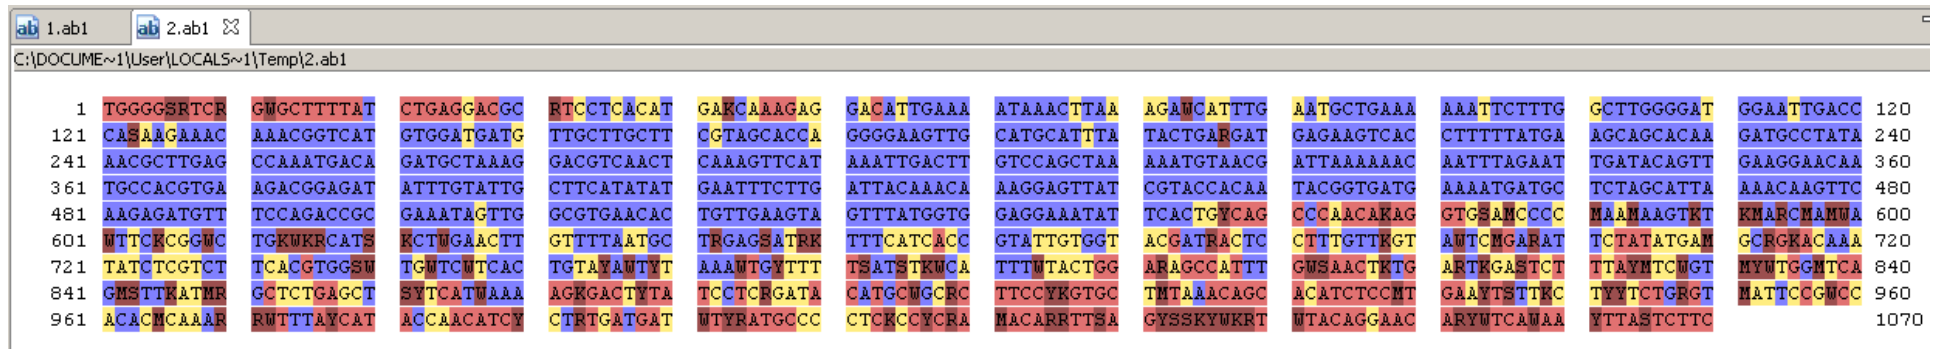 ab 1.ab1 ab 2.ab1
C:\DOCUME~1\User\LOCALS~1\Temp\2.ab1
1 TGGGGSRTCR GWGCTTTTAT CTGAGGACGC RTCCTCACAT GAKCAAAGAG GACATTGAAA ATAAACTTAA AGAWCATTTG AATGCTGAAA AAATTCTTTG GCTTGGGGAT GGAATTGACC 120
121 CASAAGAAAC AAACGGTCAT GTGGATGATG TTGCTTGCTT CGTAGCACCA GGGGAAGTTG CATGCATTTA TACTGARGAT GAGAAGTCAC CTTTTTATGA AGCAGCACAA GATGCCTATA 240
241 AACGCTTGAG CCAAATGACA GATGCTAAAG GACGTCAACT CAAAGTTCAT AAATTGACTT GTCCAGCTAA AAATGTAACG ATTAAAAAAC AATTTAGAAT TGATACAGTT GAAGGAACAA 360
361 TGCCACGTGA AGACGGAGAT ATTTGTATTG CTTCATATAT GAATTTCTTG ATTACAAACA AAGGAGTTAT CGTACCACAA TACGGTGATG AAAATGATGC TCTAGCATTA AAACAAGTTC 480
481 AAGAGATGTT TCCAGACCGC GAAATAGTTG GCGTGAACAC TGTTGAAGTA GTTTATGGTG GAGGAAATAT TCACTGYCAG CCCAACAKAG GTGSAMCCCC MAAMAAGTKT KMARCMAMWA 600
601 WTTCKCGGWC TGKWKRCATS KCTWGAACTT GTTTTAATGC TRGAGSATRK TTTCATCACC GTATTGTGGT ACGATRACTC CTTTGTTKGT AWTCMGARAT TCTATATGAM GCRGKACAAA 720
721 TATCTCGTCT TCACGTGGSW TGWTCWTCAC TGTAYAWTYT AAAWTGYTTT TSATSTKWCA TTTWTACTGG ARAGCCATTT GWSAACTKTG ARTKGASTCT TTAYMTCWGT MYWTGGMTCA 840
841 GMSTTKATMR GCTCTGAGCT SYTCATWAAA AGKGACTYTA TCCTCRGATA CATGCWGCRC TTCCYKGTGC TMTAAACAGC ACATCTCCMT GAAYTSTTKC TYYTCTGRGT MATTCCGWCC 960
961 ACACMCAAAR RWTTTAYCAT ACCAACATCY CTRTGATGAT WTYRATGCCC CTCKCCYCRA MACARRTTSA GYSSKYWKRT WTACAGGAAC ARYWTCAWAA YTTASTCTTC 1070